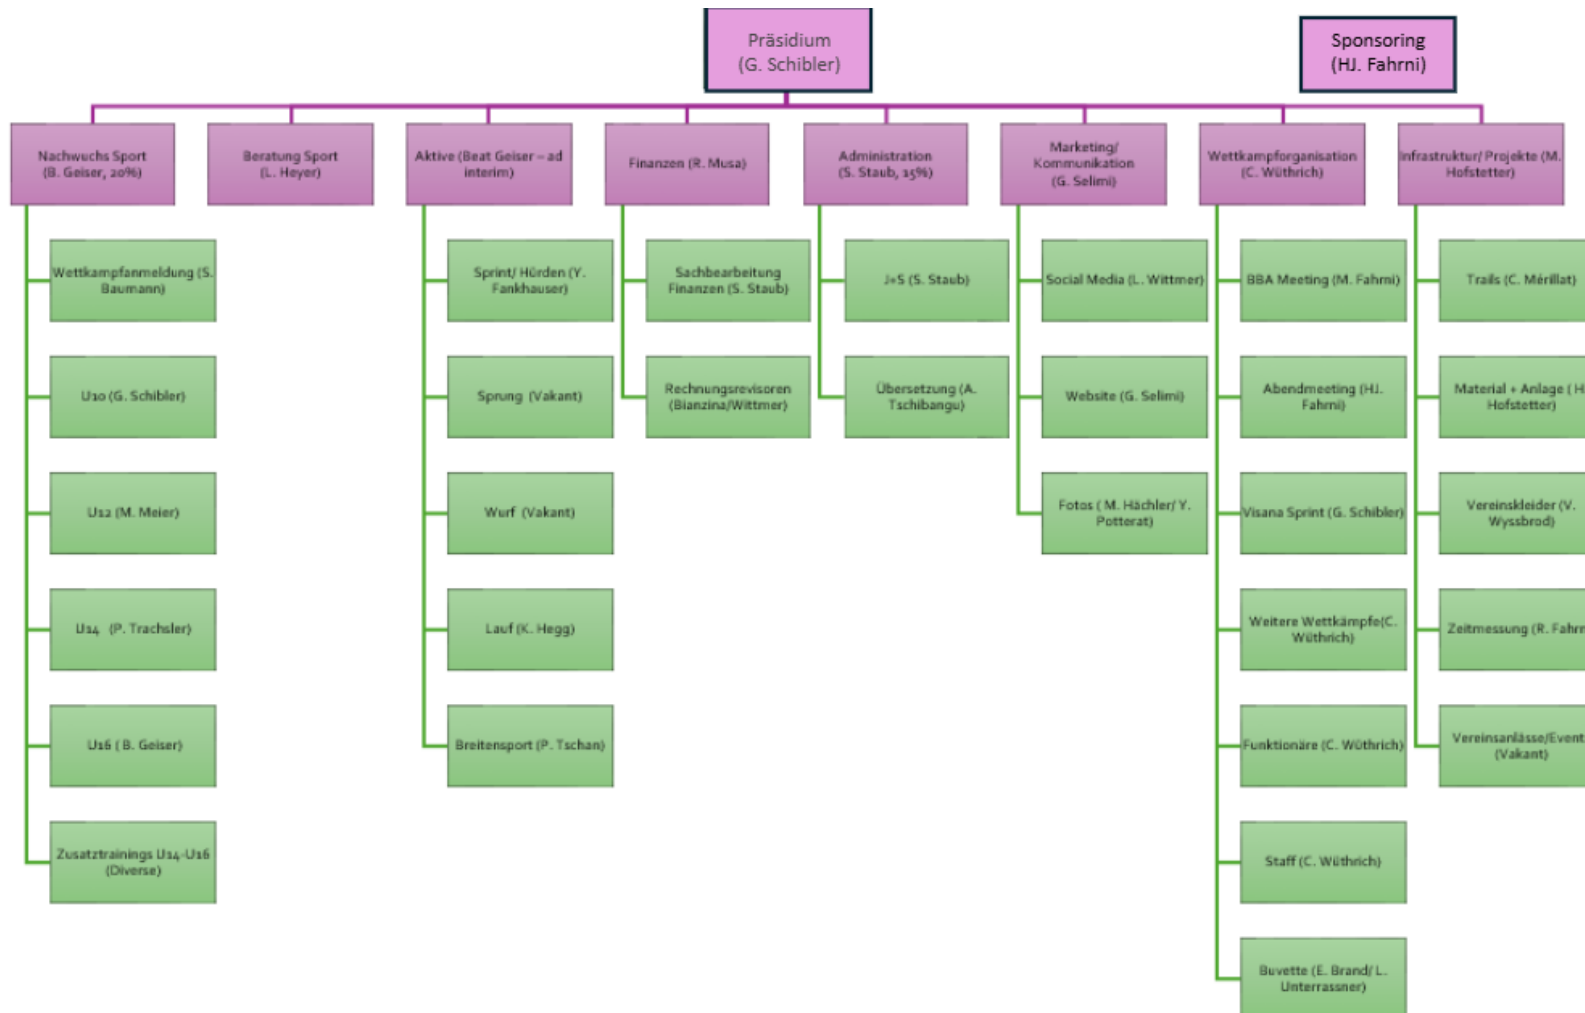 Präsidium
(G. Schibler)
Sponsoring
(HJ. Fahrni)
Nachwuchs Sport
(B. Geiser, 20%)
Beratung Sport
(L. Heyer)
Aktive (Beat Geiser – ad
interim)
Finanzen (R. Musa)
Administration
(S. Staub, 15%)
Marketing/
Kommunikation
(G. Selimi)
Wettkampforganisation
(C. Wüthrich)
Infrastruktur/ Projekte (M.
Hofstetter)
Wettkampfanmeldung (S.
Baumann)
U10 (G. Schibler)
U12 (M. Meier)
U14 (P. Trachsler)
U16 ( B. Geiser)
Zusatztrainings U14-U16
(Diverse)
Sprint/ Hürden (Y.
Fankhauser)
Sprung (Vakant)
Wurf (Vakant)
Lauf (K. Hegg)
Breitensport (P. Tschan)
Sachbearbeitung
Finanzen (S. Staub)
Rechnungsrevisoren
(Bianzina/Wittmer)
J+S (S. Staub)
Übersetzung (A.
Tschibangu)
Social Media (L. Wittmer)
Website (G. Selimi)
Fotos ( M. Hächler/ Y.
Potterat)
BBA Meeting (M. Fahrni)
Abendmeeting (HJ.
Fahrni)
Visana Sprint (G. Schibler)
Weitere Wettkämpfe(C.
Wüthrich)
Funktionäre (C. Wüthrich)
Staff (C. Wüthrich)
Buvette (E. Brand/ L.
Unterrassner)
Trails (C. Mérillat)
Material + Anlage ( H
Hofstetter)
Vereinskleider (V.
Wyssbrod)
Zeitmessung (R. Fahrn
Vereinsanlässe/Event
(Vakant)